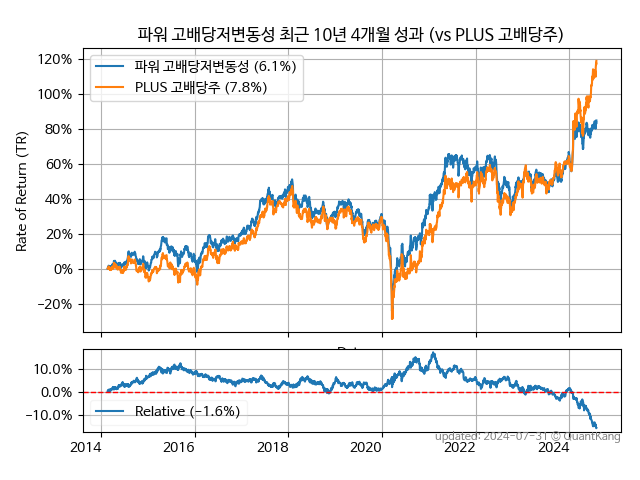 파워 고배당저변동성 최근 10년 4개월 성과 (vs PLUS 고배당주)
120%
100%
80%
60%
40%
20%
0%
−20%
Rate of Return (TR)
파워 고배당저변동성 (6.1%)
PLUS 고배당주 (7.8%)
10.0%
0.0%
−10.0%
Relative (−1.6%)
2014
2016
2018
2020
2022
2024
updated: 2024-07-31 © QuantKang